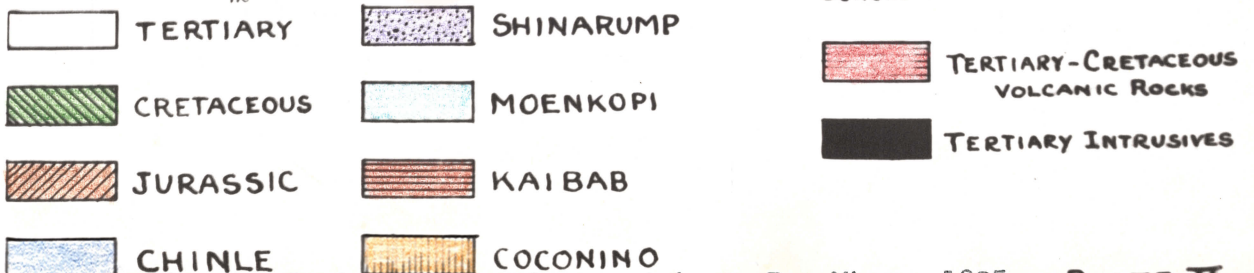 TERTIARY
CRETACEOUS
JURASSIC
CHINLE
SHINARUMP
MOENKOPI
KAIBAB
COCONINO
TERTIARY-CRETACEOUS
VOLCANIC ROCKS
TERTIARY INTRUSIVES